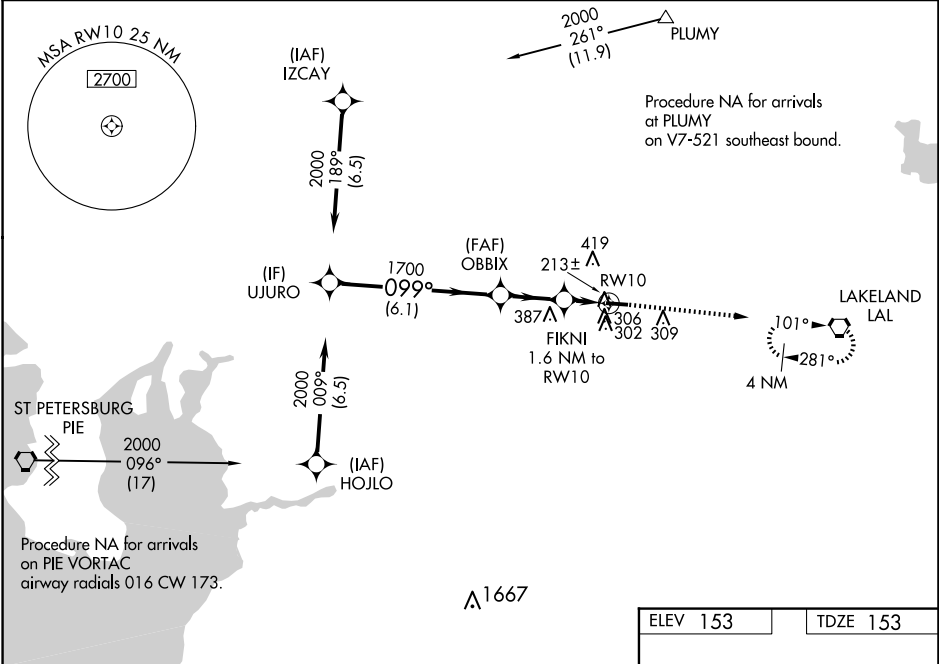 MSA RW10 25 NM
2700
(IAF)
IZCAY
2000
189°
(6.5)
2000
261°
(11.9)
PLUMY
Procedure NA for arrivals
at PLUMY
on V7-521 southeast bound.
(IF)
UJURO
1700
099°
(6.1)
(FAF)
OBBIX
419
213±
RW10
387
306
302
309
FIKNI
1.6 NM to
RW10
LAKELAND
LAL
101°
281°
4 NM
2000
009°
(6.5)
(IAF)
HOJLO
ST PETERSBURG
PIE
2000
096°
(17)
Procedure NA for arrivals
on PIE VORTAC
airway radials 016 CW 173.
1667
ELEV 153
TDZE 153